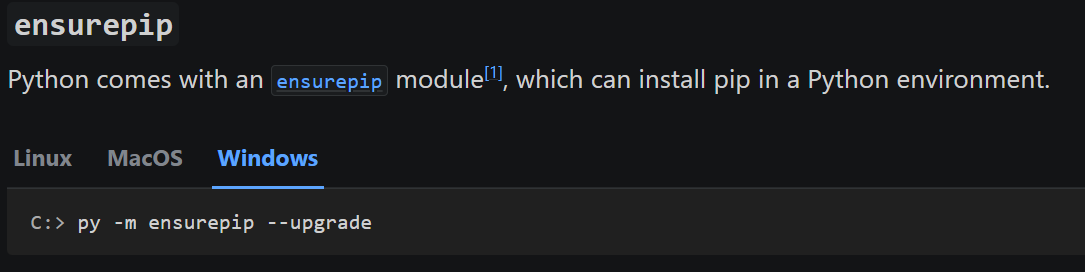 ensurepip
Python comes with an ensurepip module[1], which can install pip in a Python environment.
Linux MacOS Windows
C:> py -m ensurepip --upgrade